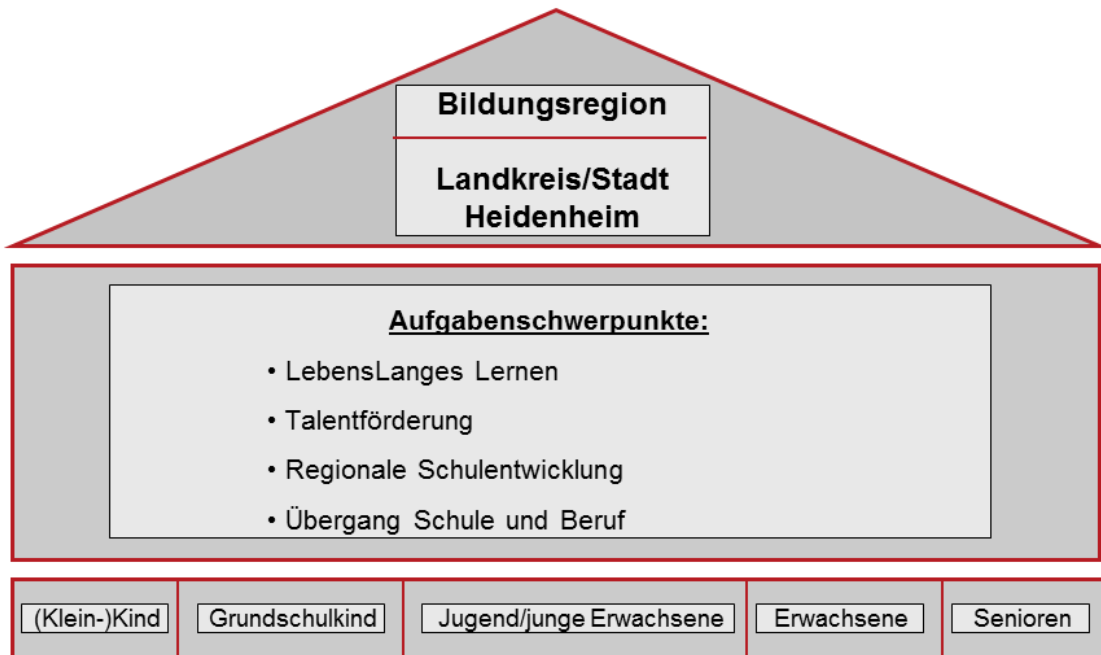 Bildungsregion
Landkreis/Stadt
Heidenheim
Aufgabenschwerpunkte:
• LebensLanges Lernen
• Talentförderung
• Regionale Schulentwicklung
• Übergang Schule und Beruf
(Klein-)Kind
Grundschulkind
Jugend/junge Erwachsene
Erwachsene
Senioren